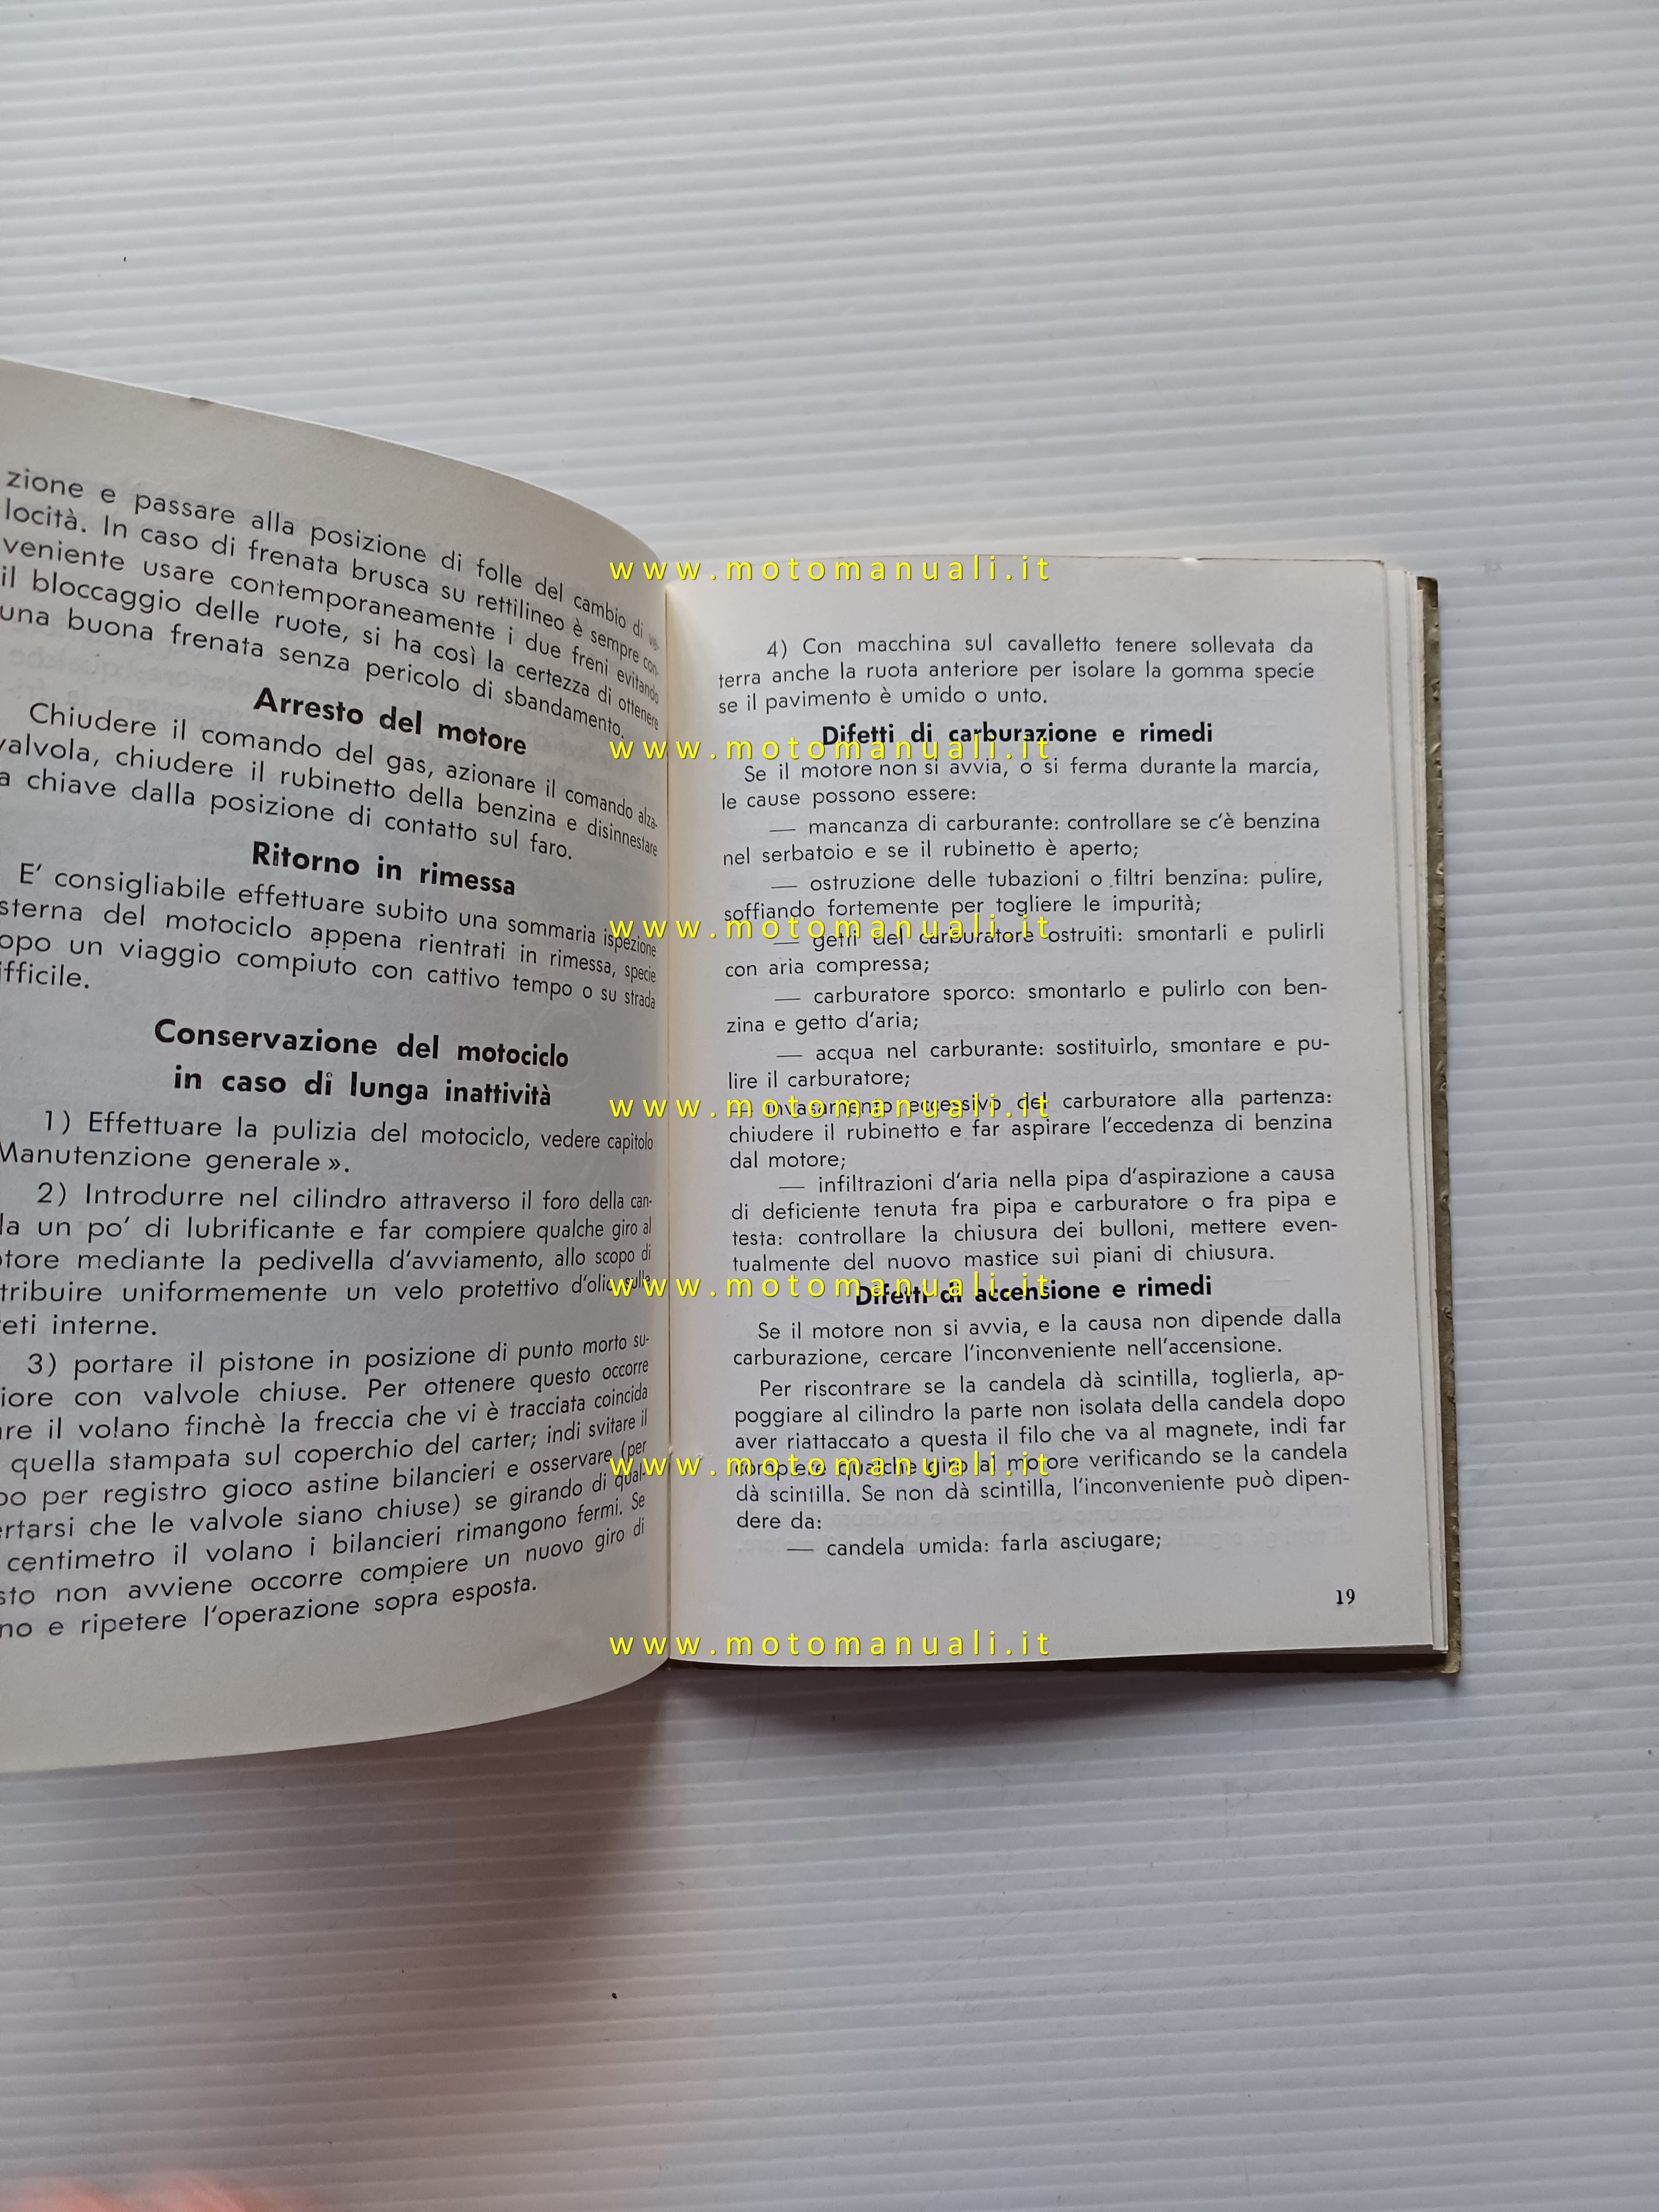 zione e passare alla posizione di folle del cambio di ve-
locità. In caso di frenata brusca su rettilineo è sempre con-
veniente usare contemporaneamente i due freni evitando
il bloccaggio delle ruote, si ha così la certezza di ottenere
una buona frenata senza pericolo di sbandamento.
Arresto del motore
Chiudere il comando del gas, azionare il comando alza-
valvola, chiudere il rubinetto della benzina e disinnestare
a chiave dalla posizione di contatto sul faro.
Ritorno in rimessa
E' consigliabile effettuare subito una sommaria ispezione
sterna del motociclo appena rientrati in rimessa, specie
opo un viaggio compiuto con cattivo tempo o su strada
ifficile.
Conservazione del motociclo
in caso di lunga inattività
1) Effettuare la pulizia del motociclo, vedere capitolo
Manutenzione generale ».
2) Introdurre nel cilindro attraverso il foro della can-
la un po' di lubrificante e far compiere qualche giro al
otore mediante la pedivella d'avviamento, allo scopo di
tribuire uniformemente un velo protettivo d'olio sulle
eti interne.
3) portare il pistone in posizione di punto morto su-
iore con valvole chiuse. Per ottenere questo occorre
are il volano finchè la freccia che vi è tracciata coincida
quella stampata sul coperchio del carter; indi svitare il
po per registro gioco astine bilancieri e osservare (per
ertarsi che le valvole siano chiuse) se girando di qual-
centimetro il volano i bilancieri rimangono fermi. Se
sto non avviene occorre compiere un nuovo giro di
no e ripetere l'operazione sopra esposta.
4) Con macchina sul cavalletto tenere sollevata da
terra anche la ruota anteriore per isolare la gomma specie
se il pavimento è umido o unto.
Difetti di carburazione e rimedi
Se il motore non si avvia, o si ferma durante la marcia,
le cause possono essere:
— mancanza di carburante: controllare se c'è benzina
nel serbatoio e se il rubinetto è aperto;
— ostruzione delle tubazioni o filtri benzina: pulire,
soffiando fortemente per togliere le impurità;
— getti del carburatore ostruiti: smontarli e pulirli
con aria compressa;
— carburatore sporco: smontarlo e pulirlo con ben-
zina e getto d'aria;
— acqua nel carburante: sostituirlo, smontare e pu-
lire il carburatore;
— invasamento eccessivo del carburatore alla partenza:
chiudere il rubinetto e far aspirare l'eccedenza di benzina
dal motore;
— infiltrazioni d'aria nella pipa d'aspirazione a causa
di deficiente tenuta fra pipa e carburatore o fra pipa e
testa: controllare la chiusura dei bulloni, mettere even-
tualmente del nuovo mastice sui piani di chiusura.
Difetti di accensione e rimedi
Se il motore non si avvia, e la causa non dipende dalla
carburazione, cercare l'inconveniente nell'accensione.
Per riscontrare se la candela dà scintilla, toglierla, ap-
poggiare al cilindro la parte non isolata della candela dopo
aver riattaccato a questa il filo che va al magnete, indi far
compiere qualche giro al motore verificando se la candela
dà scintilla. Se non dà scintilla, l'inconveniente può dipen-
dere da:
— candela umida: farla asciugare;
19
www.motomanuali.it
www.motomanuali.it
www.motomanuali.it
www.motomanuali.it
www.motomanuali.it
www.motomanuali.it
www.motomanuali.it